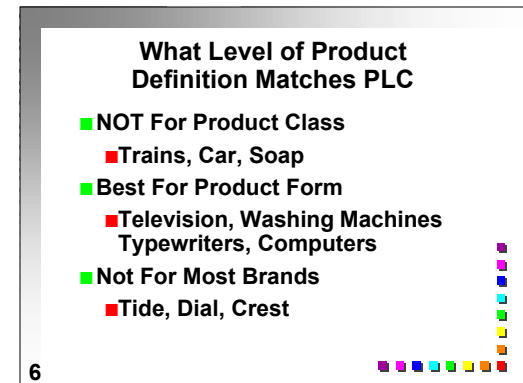 What Level of Product
Definition Matches PLC
NOT For Product Class
Trains, Car, Soap
Best For Product Form
Television, Washing Machines
Typewriters, Computers
Not For Most Brands
Tide, Dial, Crest
6